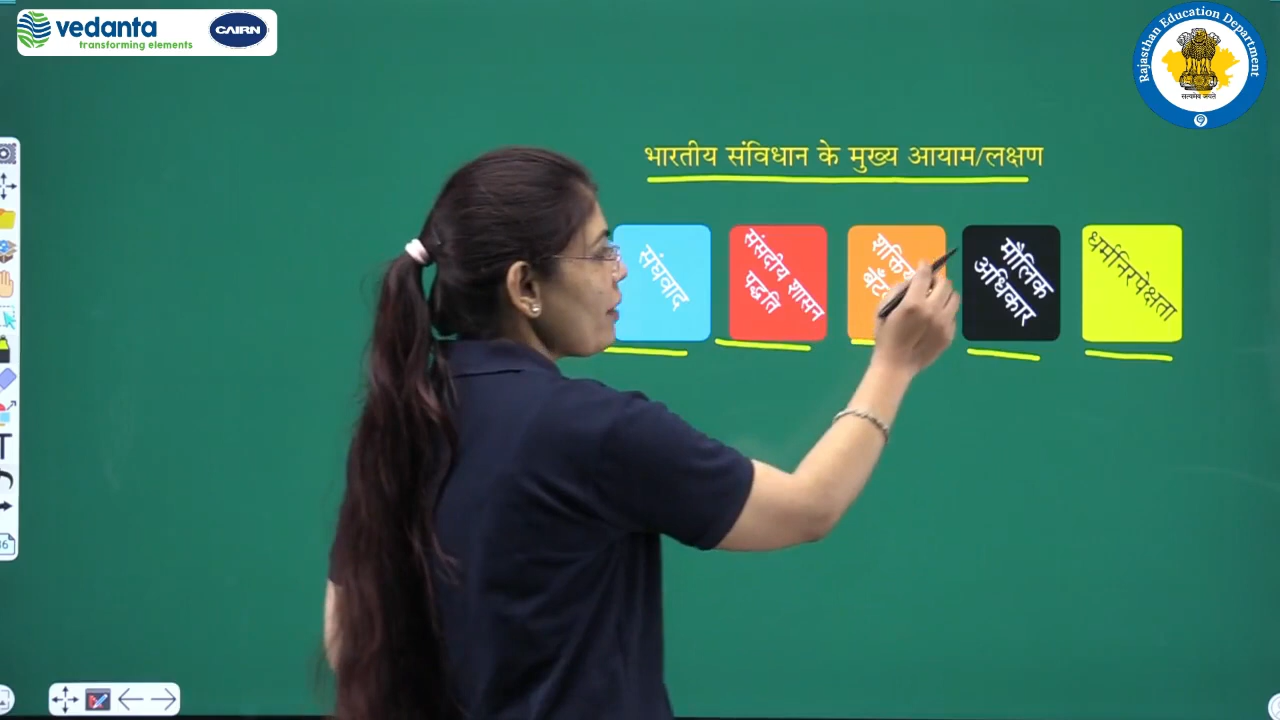 vedanta
transforming elements
CAIRN
Rajasthan Education Department
सत्यमेव जयते
भारतीय संविधान के मुख्य आयाम/लक्षण
संघवाद
संसदीय शासन
पद्धति
मौलिक
अधिकार
धर्मनिरपेक्षता
T